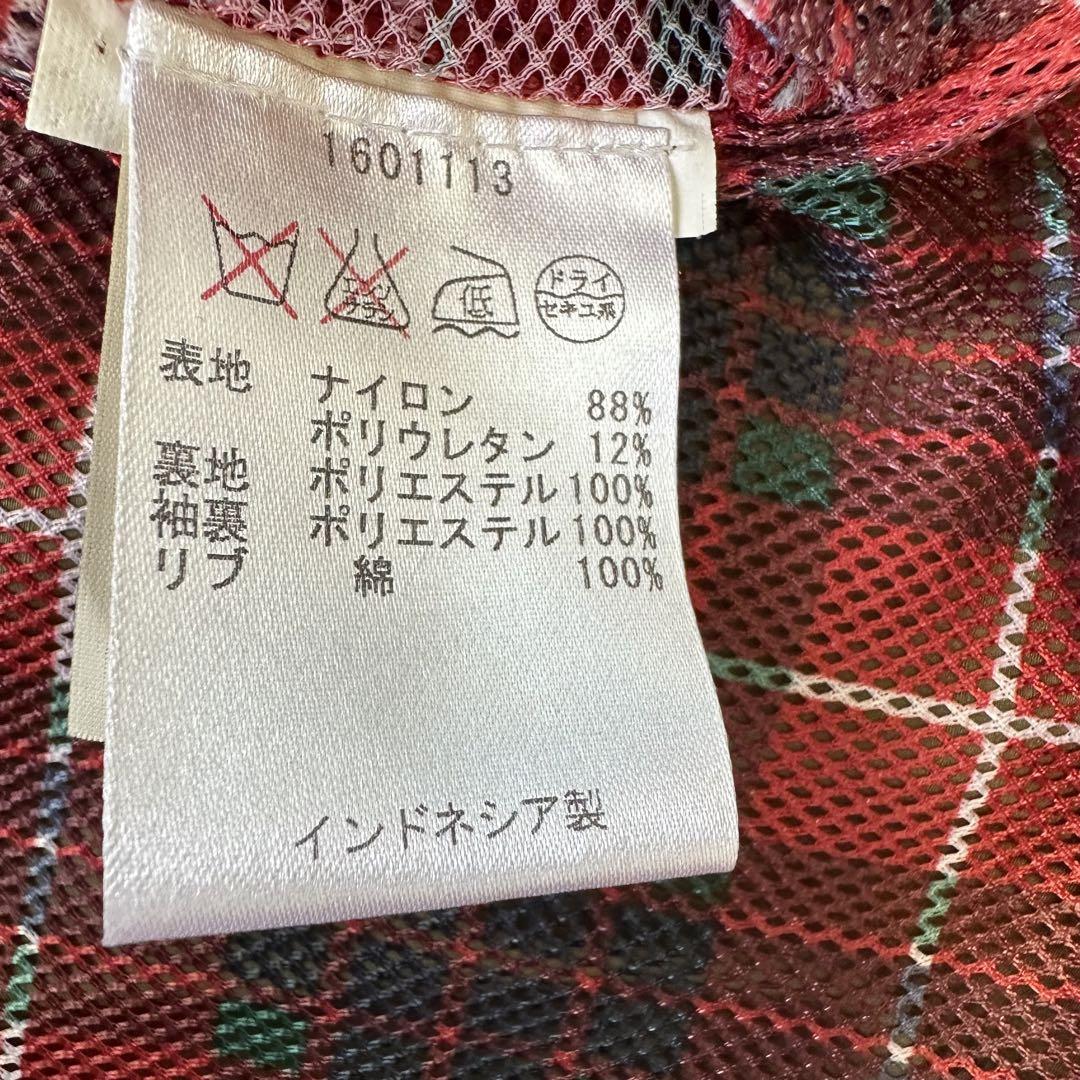 1601113
エンソサラシ
低
ドライ
セキユ系
表地 ナイロン 88%
ポリウレタン 12%
裏地 ポリエステル 100%
袖裏 ポリエステル 100%
リブ 綿 100%
インドネシア製